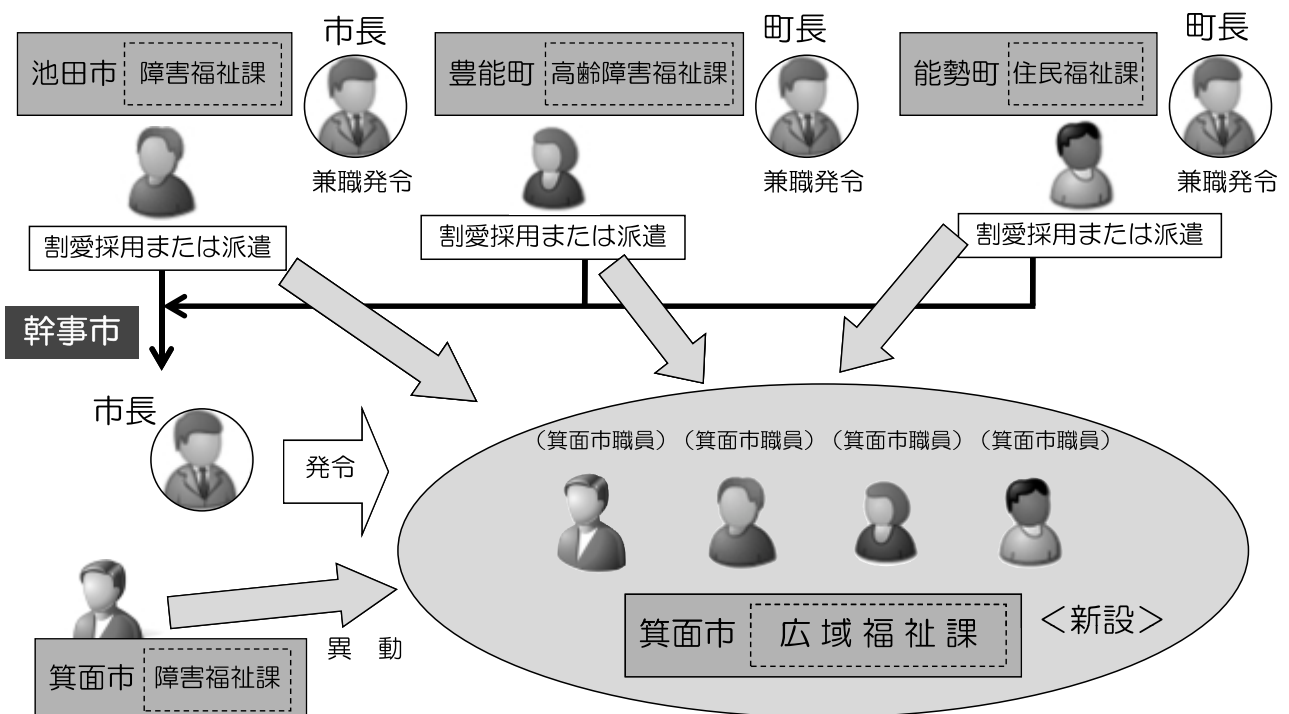 市長
町長
町長
池田市 障害福祉課
豊能町 高齢障害福祉課
能勢町 住民福祉課
兼職発令
兼職発令
兼職発令
割愛採用または派遣
割愛採用または派遣
割愛採用または派遣
幹事市
市長
発令
（箕面市職員）（箕面市職員）（箕面市職員）（箕面市職員）
箕面市 広域福祉課
＜新設＞
異 動
箕面市 障害福祉課